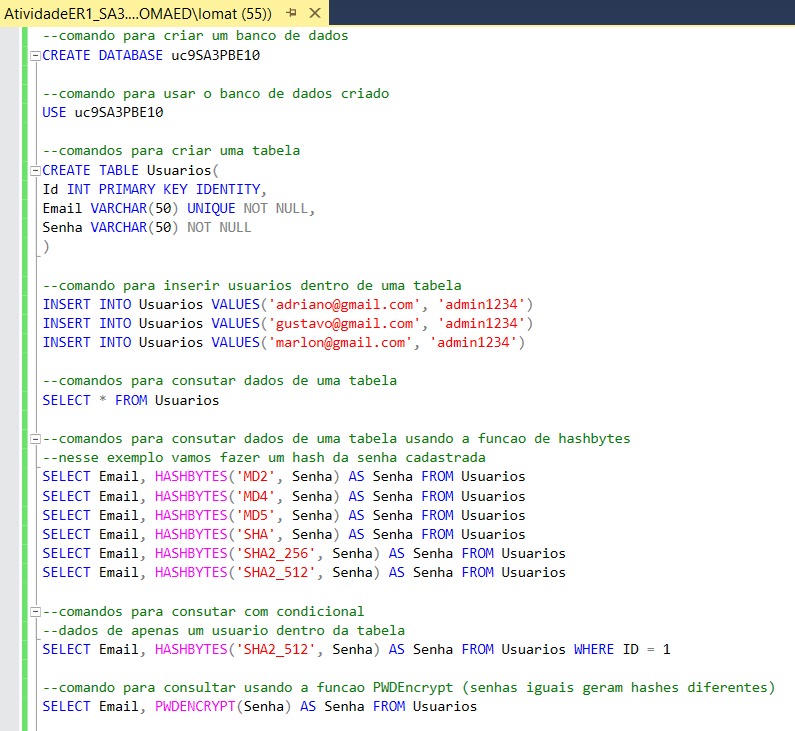 AtividadeER1_SA3....OMAED\lomat (55))
--comando para criar um banco de dados
CREATE DATABASE uc9SA3PBE10
--comando para usar o banco de dados criado
USE uc9SA3PBE10
--comandos para criar uma tabela
CREATE TABLE Usuarios(
Id INT PRIMARY KEY IDENTITY,
Email VARCHAR(50) UNIQUE NOT NULL,
Senha VARCHAR(50) NOT NULL
)
--comando para inserir usuarios dentro de uma tabela
INSERT INTO Usuarios VALUES('adriano@gmail.com', 'admin1234')
INSERT INTO Usuarios VALUES('gustavo@gmail.com', 'admin1234')
INSERT INTO Usuarios VALUES('marlon@gmail.com', 'admin1234')
--comandos para consutar dados de uma tabela
SELECT * FROM Usuarios
--comandos para consutar dados de uma tabela usando a funcao de hashbytes
--nesse exemplo vamos fazer um hash da senha cadastrada
SELECT Email, HASHBYTES('MD2', Senha) AS Senha FROM Usuarios
SELECT Email, HASHBYTES('MD4', Senha) AS Senha FROM Usuarios
SELECT Email, HASHBYTES('MD5', Senha) AS Senha FROM Usuarios
SELECT Email, HASHBYTES('SHA', Senha) AS Senha FROM Usuarios
SELECT Email, HASHBYTES('SHA2_256', Senha) AS Senha FROM Usuarios
SELECT Email, HASHBYTES('SHA2_512', Senha) AS Senha FROM Usuarios
--comandos para consutar com condicional
--dados de apenas um usuario dentro da tabela
SELECT Email, HASHBYTES('SHA2_512', Senha) AS Senha FROM Usuarios WHERE ID = 1
--comando para consultar usando a funcao PWDEncrypt (senhas iguais geram hashes diferentes)
SELECT Email, PWDENCRYPT(Senha) AS Senha FROM Usuarios